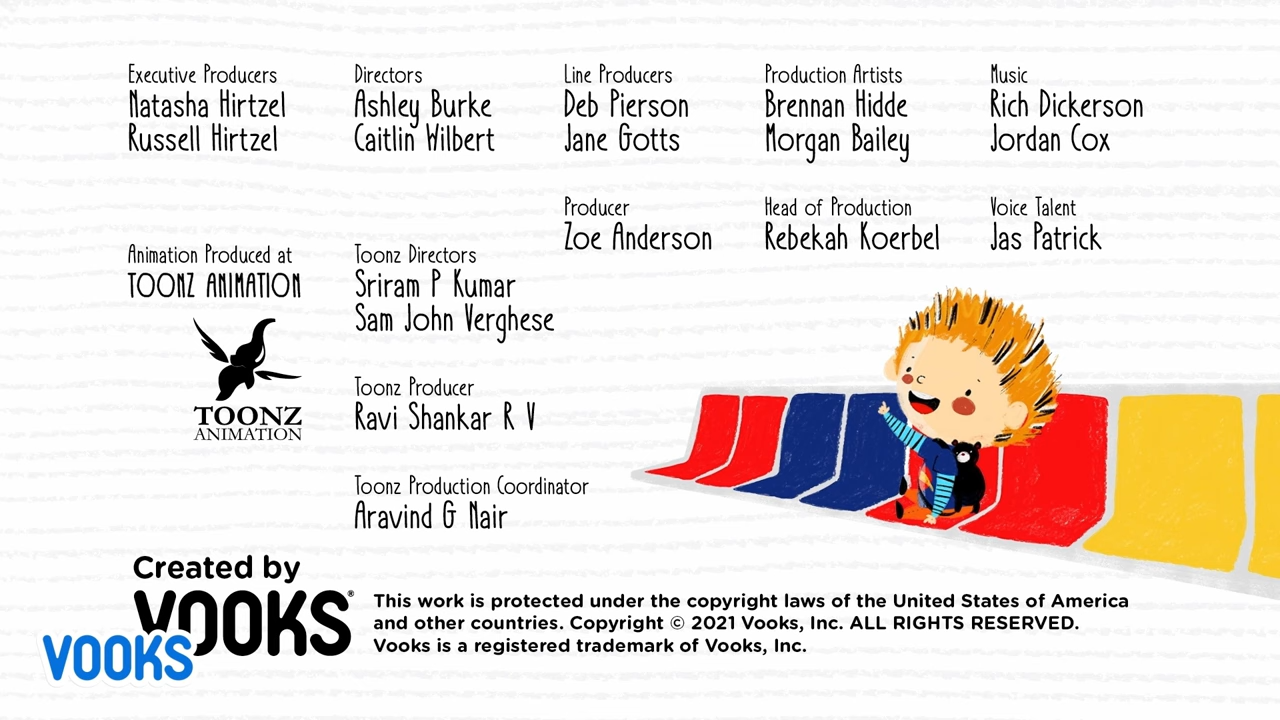 Executive Producers
Natasha Hirtzel
Russell Hirtzel
Directors
Ashley Burke
Caitlin Wilbert
Line Producers
Deb Pierson
Jane Gotts
Production Artists
Brennan Hidde
Morgan Bailey
Music
Rich Dickerson
Jordan Cox
Producer
Zoe Anderson
Head of Production
Rebekah Koerbel
Voice Talent
Jas Patrick
Animation Produced at
TOONZ ANIMATION
TOONZ
ANIMATION
Toonz Directors
Sriram P Kumar
Sam John Verghese
Toonz Producer
Ravi Shankar R V
Toonz Production Coordinator
Aravind G Nair
Created by
VOOKS®
VOOKS
This work is protected under the copyright laws of the United States of America
and other countries. Copyright © 2021 Vooks, Inc. ALL RIGHTS RESERVED.
Vooks is a registered trademark of Vooks, Inc.